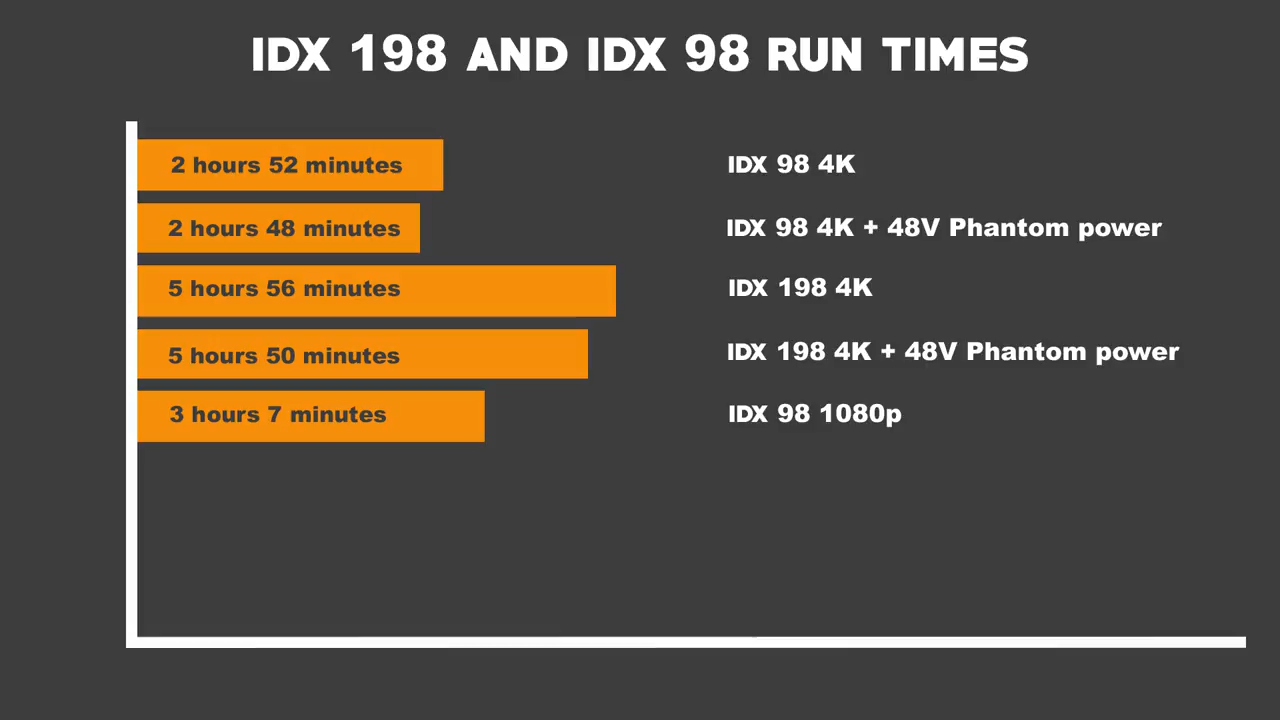 IDX 198 AND IDX 98 RUN TIMES
2 hours 52 minutes IDX 98 4K
2 hours 48 minutes IDX 98 4K + 48V Phantom power
5 hours 56 minutes IDX 198 4K
5 hours 50 minutes IDX 198 4K + 48V Phantom power
3 hours 7 minutes IDX 98 1080p